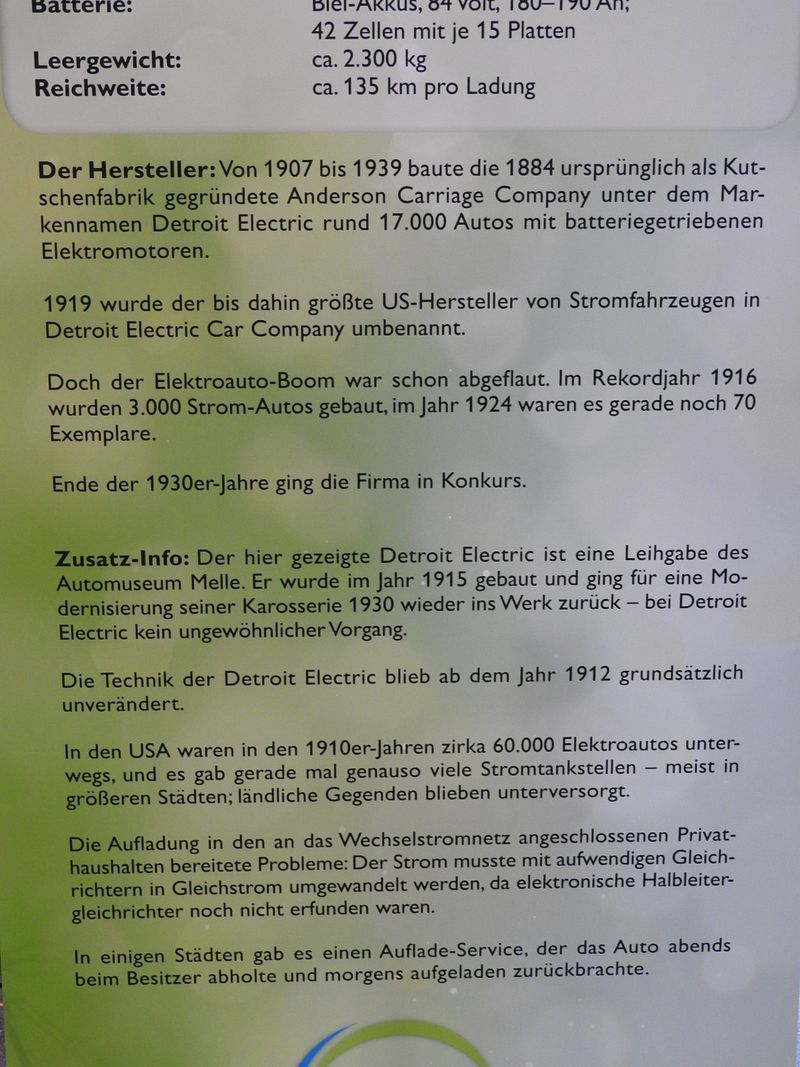 Batterie: Blei-Akkus, 84 Volt, 180–190 Ah;
42 Zellen mit je 15 Platten
Leergewicht: ca. 2.300 kg
Reichweite: ca. 135 km pro Ladung
Der Hersteller: Von 1907 bis 1939 baute die 1884 ursprünglich als Kut-
schenfabrik gegründete Anderson Carriage Company unter dem Mar-
kennamen Detroit Electric rund 17.000 Autos mit batteriegetriebenen
Elektromotoren.
1919 wurde der bis dahin größte US-Hersteller von Stromfahrzeugen in
Detroit Electric Car Company umbenannt.
Doch der Elektroauto-Boom war schon abgeflaut. Im Rekordjahr 1916
wurden 3.000 Strom-Autos gebaut, im Jahr 1924 waren es gerade noch 70
Exemplare.
Ende der 1930er-Jahre ging die Firma in Konkurs.
Zusatz-Info: Der hier gezeigte Detroit Electric ist eine Leihgabe des
Automuseum Melle. Er wurde im Jahr 1915 gebaut und ging für eine Mo-
dernisierung seiner Karosserie 1930 wieder ins Werk zurück – bei Detroit
Electric kein ungewöhnlicher Vorgang.
Die Technik der Detroit Electric blieb ab dem Jahr 1912 grundsätzlich
unverändert.
In den USA waren in den 1910er-Jahren zirka 60.000 Elektroautos unter-
wegs, und es gab gerade mal genauso viele Stromtankstellen – meist in
größeren Städten; ländliche Gegenden blieben unterversorgt.
Die Aufladung in den an das Wechselstromnetz angeschlossenen Privat-
haushalten bereitete Probleme: Der Strom musste mit aufwendigen Gleich-
richtern in Gleichstrom umgewandelt werden, da elektronische Halbleiter-
gleichrichter noch nicht erfunden waren.
In einigen Städten gab es einen Auflade-Service, der das Auto abends
beim Besitzer abholte und morgens aufgeladen zurückbrachte.